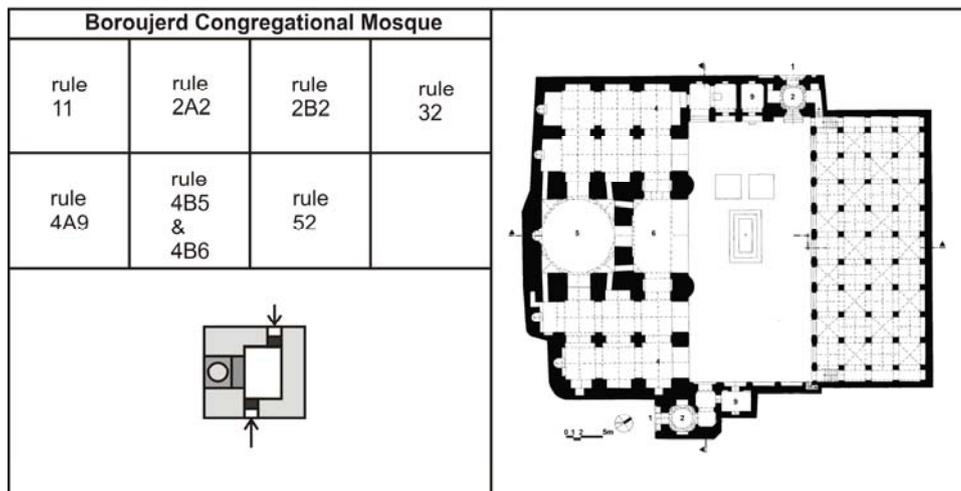 Boroujerd Congregational Mosque
rule
11
rule
2A2
rule
2B2
rule
32
rule
4A9
rule
4B5
&
4B6
rule
52
1
4
9
2
5
6
4
9
1
2
0 1 2 5m